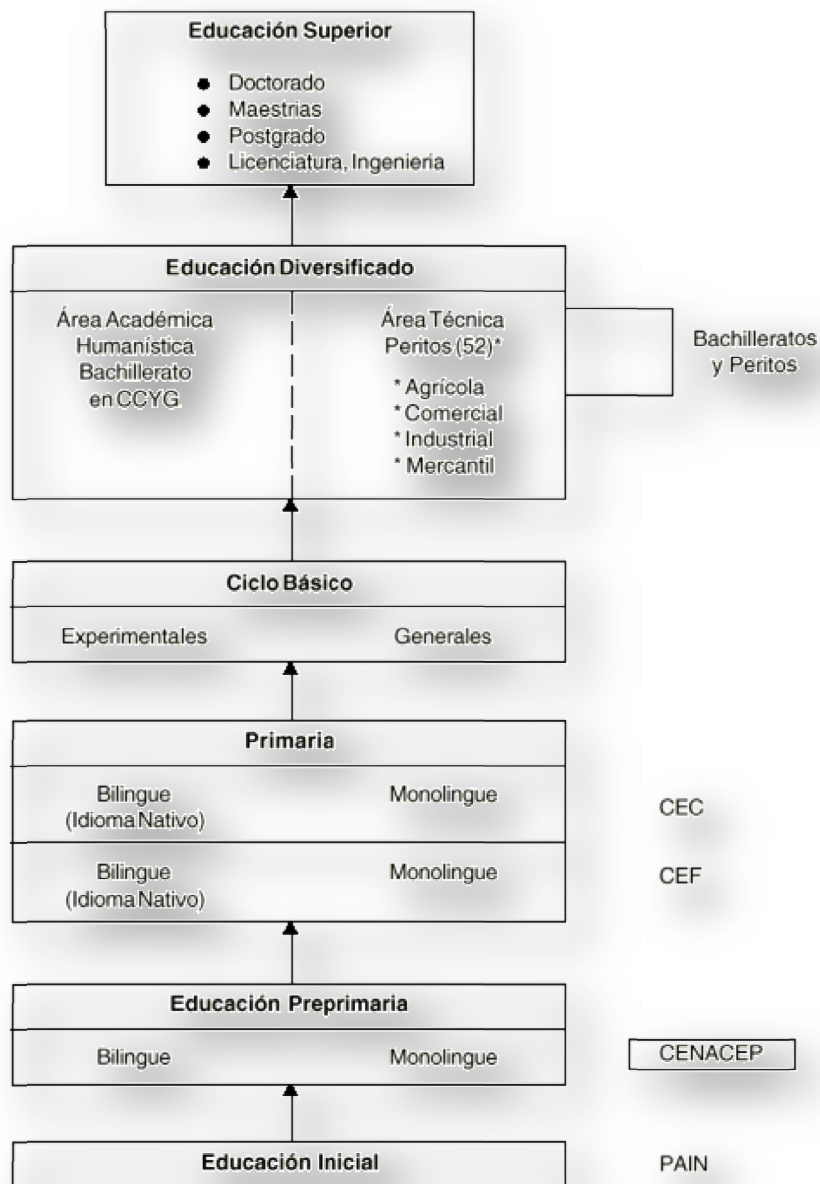 Educación Superior
● Doctorado
● Maestrias
● Postgrado
● Licenciatura, Ingenieria
Educación Diversificado
Área Académica
Humanística
Bachillerato
en CCYG
Área Técnica
Peritos (52)*
* Agrícola
* Comercial
* Industrial
* Mercantil
Bachilleratos
y Peritos
Ciclo Básico
Experimentales Generales
Primaria
Bilingue
(Idioma Nativo)
Monolingue
CEC
Bilingue
(Idioma Nativo)
Monolingue
CEF
Educación Preprimaria
Bilingue Monolingue CENACEP
Educación Inicial PAIN